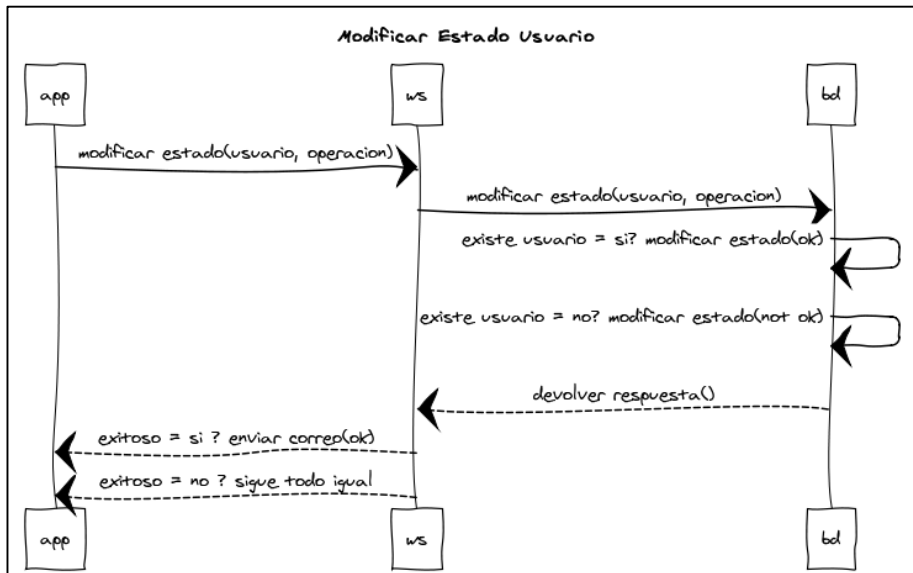 Modificar Estado Usuario
app
ws
bd
modificar estado(usuario, operacion)
modificar estado(usuario, operacion)
existe usuario = si? modificar estado(ok)
existe usuario = no? modificar estado(not ok)
devolver respuesta()
exitoso = si ? enviar correo(ok)
exitoso = no ? sigue todo igual
app
ws
bd